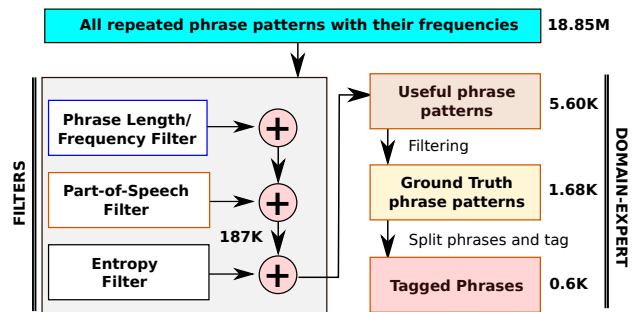 All repeated phrase patterns with their frequencies
18.85M
FILTERS
Phrase Length/
Frequency Filter
+
Part-of-Speech
Filter
+
187K
Entropy
Filter
+
Useful phrase
patterns
5.60K
Filtering
Ground Truth
phrase patterns
1.68K
Split phrases and tag
Tagged Phrases
0.6K
DOMAIN-EXPERT